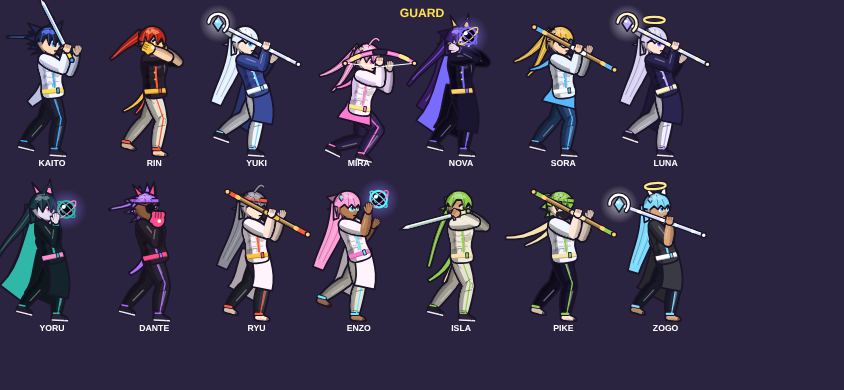 GUARD
KAITO
RIN
YUKI
MIRA
NOVA
SORA
LUNA
YORU
DANTE
RYU
ENZO
ISLA
PIKE
ZOGO